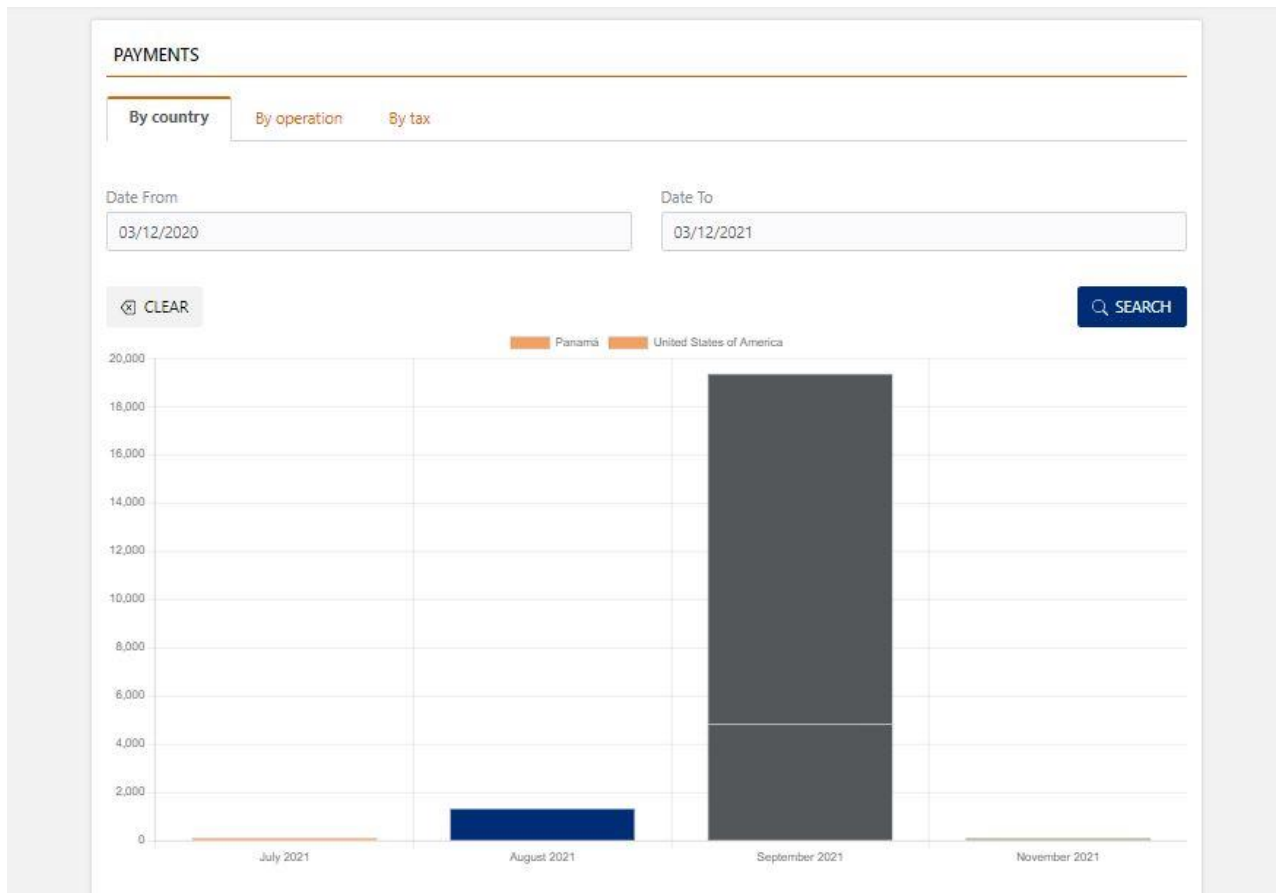 PAYMENTS
By country By operation By tax
Date From Date To
03/12/2020 03/12/2021
CLEAR SEARCH
Panamá United States of America
20,000
18,000
16,000
14,000
12,000
10,000
8,000
6,000
4,000
2,000
0
July 2021 August 2021 September 2021 November 2021